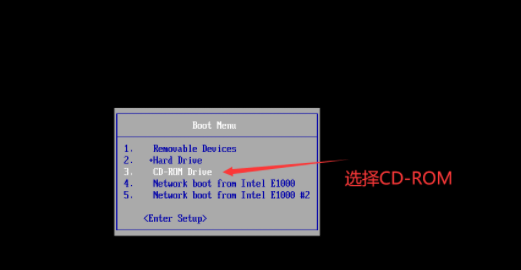 Boot Menu
1. Removable Devices
2. +Hard Drive
3. CD-ROM Drive
4. Network boot from Intel E1000
5. Network boot from Intel E1000 #2
<Enter Setup>
选择CD-ROM